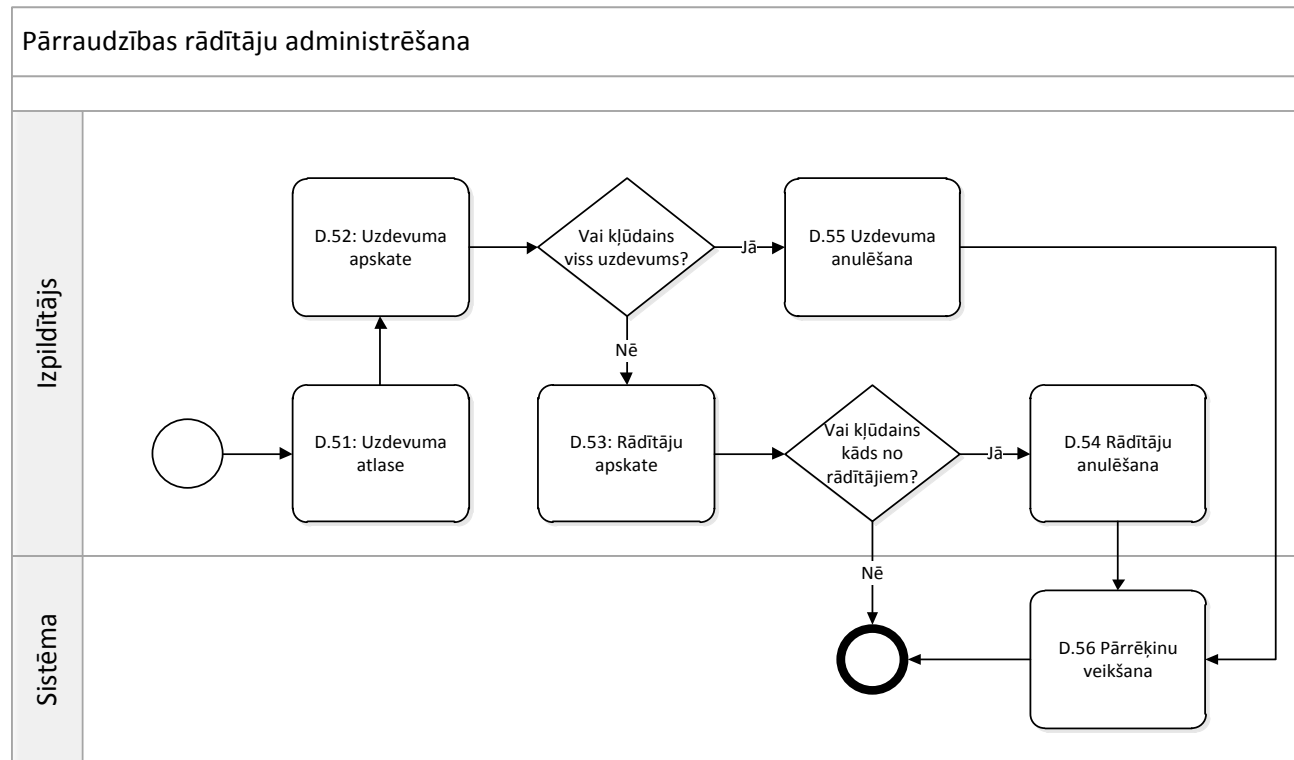 Pārraudzības rādītāju administrēšana
Izpildītājs
D.52: Uzdevuma
apskate
Vai kļūdains
viss uzdevums?
Jā
D.55 Uzdevuma
anulēšana
Nē
D.51: Uzdevuma
atlase
D.53: Rādītāju
apskate
Vai kļūdains
kāds no
rādītājiem?
Jā
D.54 Rādītāju
anulēšana
Sistēma
Nē
D.56 Pārrēķinu
veikšana